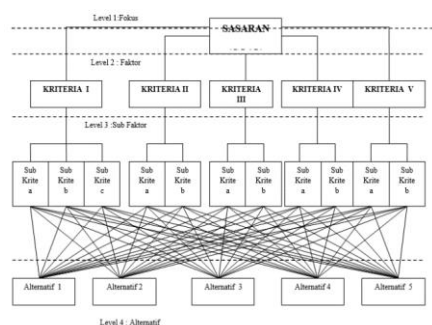 Level 1:Fokus
SASARAN
Level 2 : Faktor
KRITERIA I
KRITERIA II
KRITERIA
III
KRITERIA IV
KRITERIA V
Level 3 :Sub Faktor
Sub
Krite
a
Sub
Krite
b
Sub
Krite
c
Sub
Krite
a
Sub
Krite
b
Sub
Krite
a
Sub
Krite
b
Sub
Krite
a
Sub
Krite
b
Sub
Krite
a
Sub
Krite
b
Alternatif 1
Alternatif 2
Alternatif 3
Alternatif 4
Alternatif 5
Level 4 : Alternatif